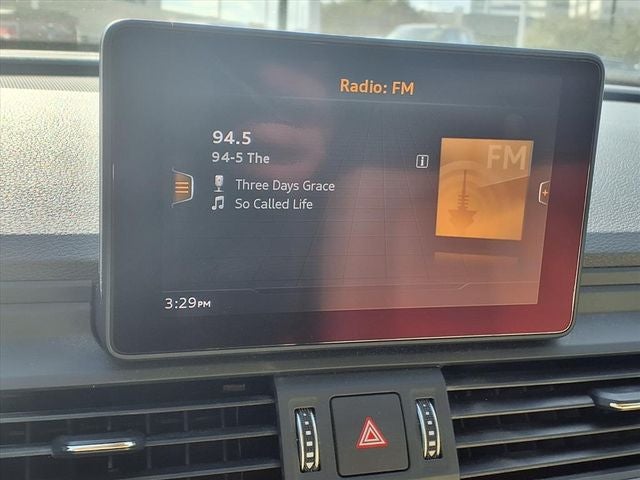 Radio: FM
94.5
94-5 The
FM
Three Days Grace
So Called Life
3:29PM